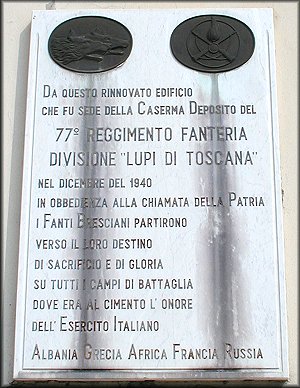 Da questo rinnovato edificio
che fu sede della Caserma Deposito del
77º Reggimento Fanteria
Divisione "Lupi di Toscana"
nel dicembre del 1940
in obbedienza alla chiamata della Patria
i Fanti Bresciani partirono
verso il loro destino
di sacrificio e di gloria
su tutti i campi di battaglia
dove era al cimento l'onore
dell'Esercito Italiano
Albania Grecia Africa Francia Russia